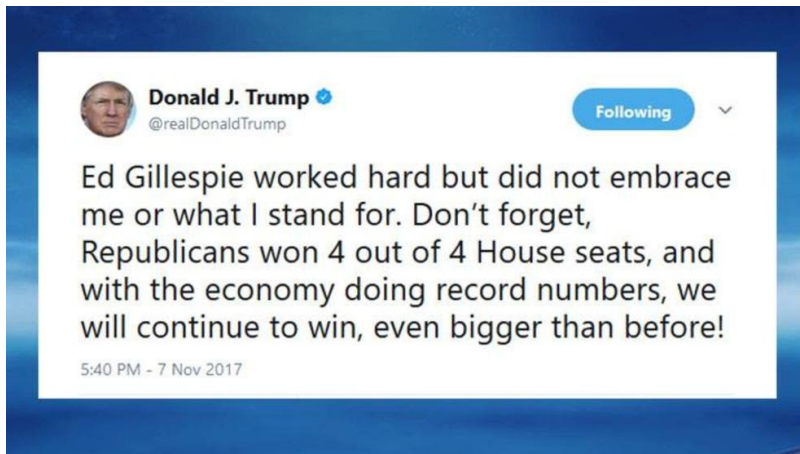 Donald J. Trump
@realDonaldTrump
Following
Ed Gillespie worked hard but did not embrace
me or what I stand for. Don't forget,
Republicans won 4 out of 4 House seats, and
with the economy doing record numbers, we
will continue to win, even bigger than before!
5:40 PM - 7 Nov 2017